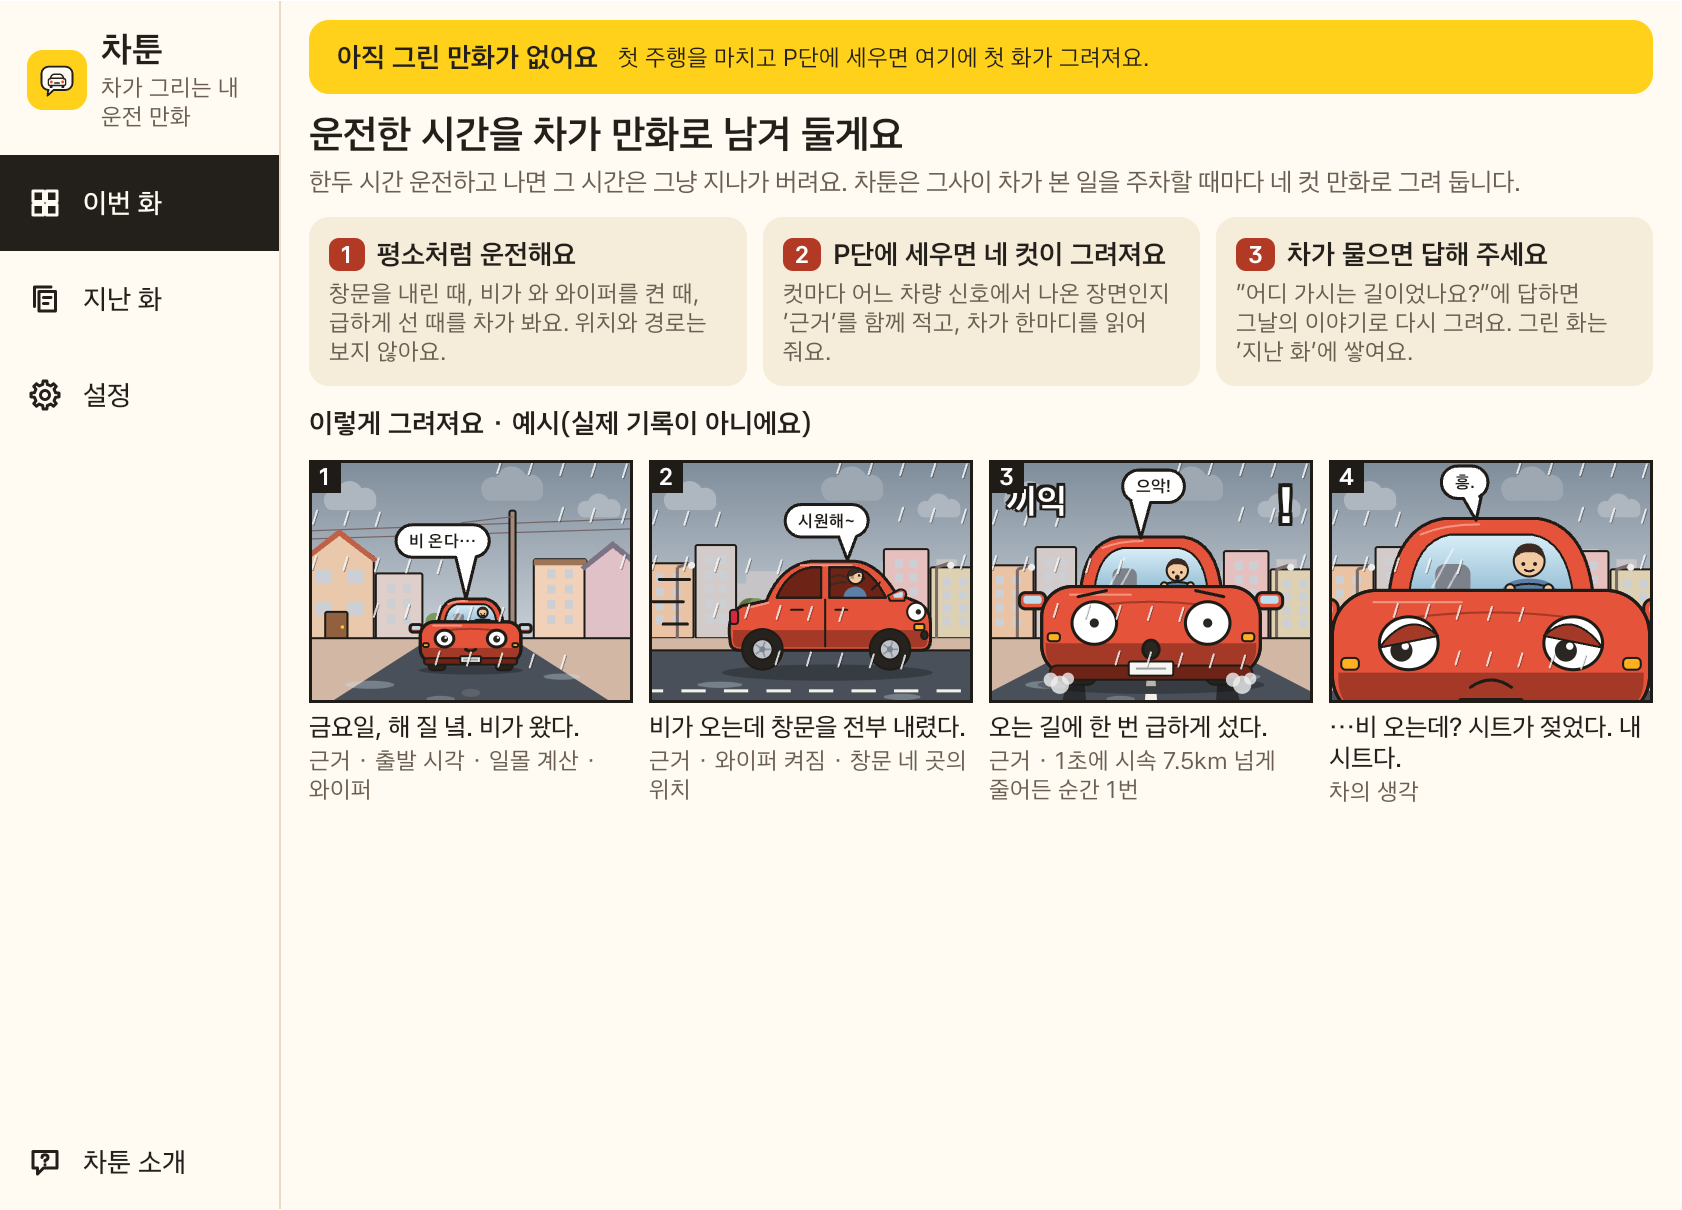 차툰
차가 그리는 내
운전 만화
이번 화
지난 화
설정
차툰 소개
아직 그린 만화가 없어요 첫 주행을 마치고 P단에 세우면 여기에 첫 화가 그려져요.
운전한 시간을 차가 만화로 남겨 둘게요
한두 시간 운전하고 나면 그 시간은 그냥 지나가 버려요. 차툰은 그사이 차가 본 일을 주차할 때마다 네 컷 만화로 그려 둡니다.
1 평소처럼 운전해요
창문을 내린 때, 비가 와 와이퍼를 켠 때,
급하게 선 때를 차가 봐요. 위치와 경로는
보지 않아요.
2 P단에 세우면 네 컷이 그려져요
컷마다 어느 차량 신호에서 나온 장면인지
'근거'를 함께 적고, 차가 한마디를 읽어
줘요.
3 차가 물으면 답해 주세요
"어디 가시는 길이었나요?"에 답하면
그날의 이야기로 다시 그려요. 그린 화는
'지난 화'에 쌓여요.
이렇게 그려져요 · 예시(실제 기록이 아니에요)
1
비 온다…
금요일, 해 질 녘. 비가 왔다.
근거 · 출발 시각 · 일몰 계산 ·
와이퍼
2
시원해~
비가 오는데 창문을 전부 내렸다.
근거 · 와이퍼 켜짐 · 창문 네 곳의
위치
3
끼익
으악!
!
오는 길에 한 번 급하게 섰다.
근거 · 1초에 시속 7.5km 넘게
줄어든 순간 1번
4
흥.
…비 오는데? 시트가 젖었다. 내
시트다.
차의 생각